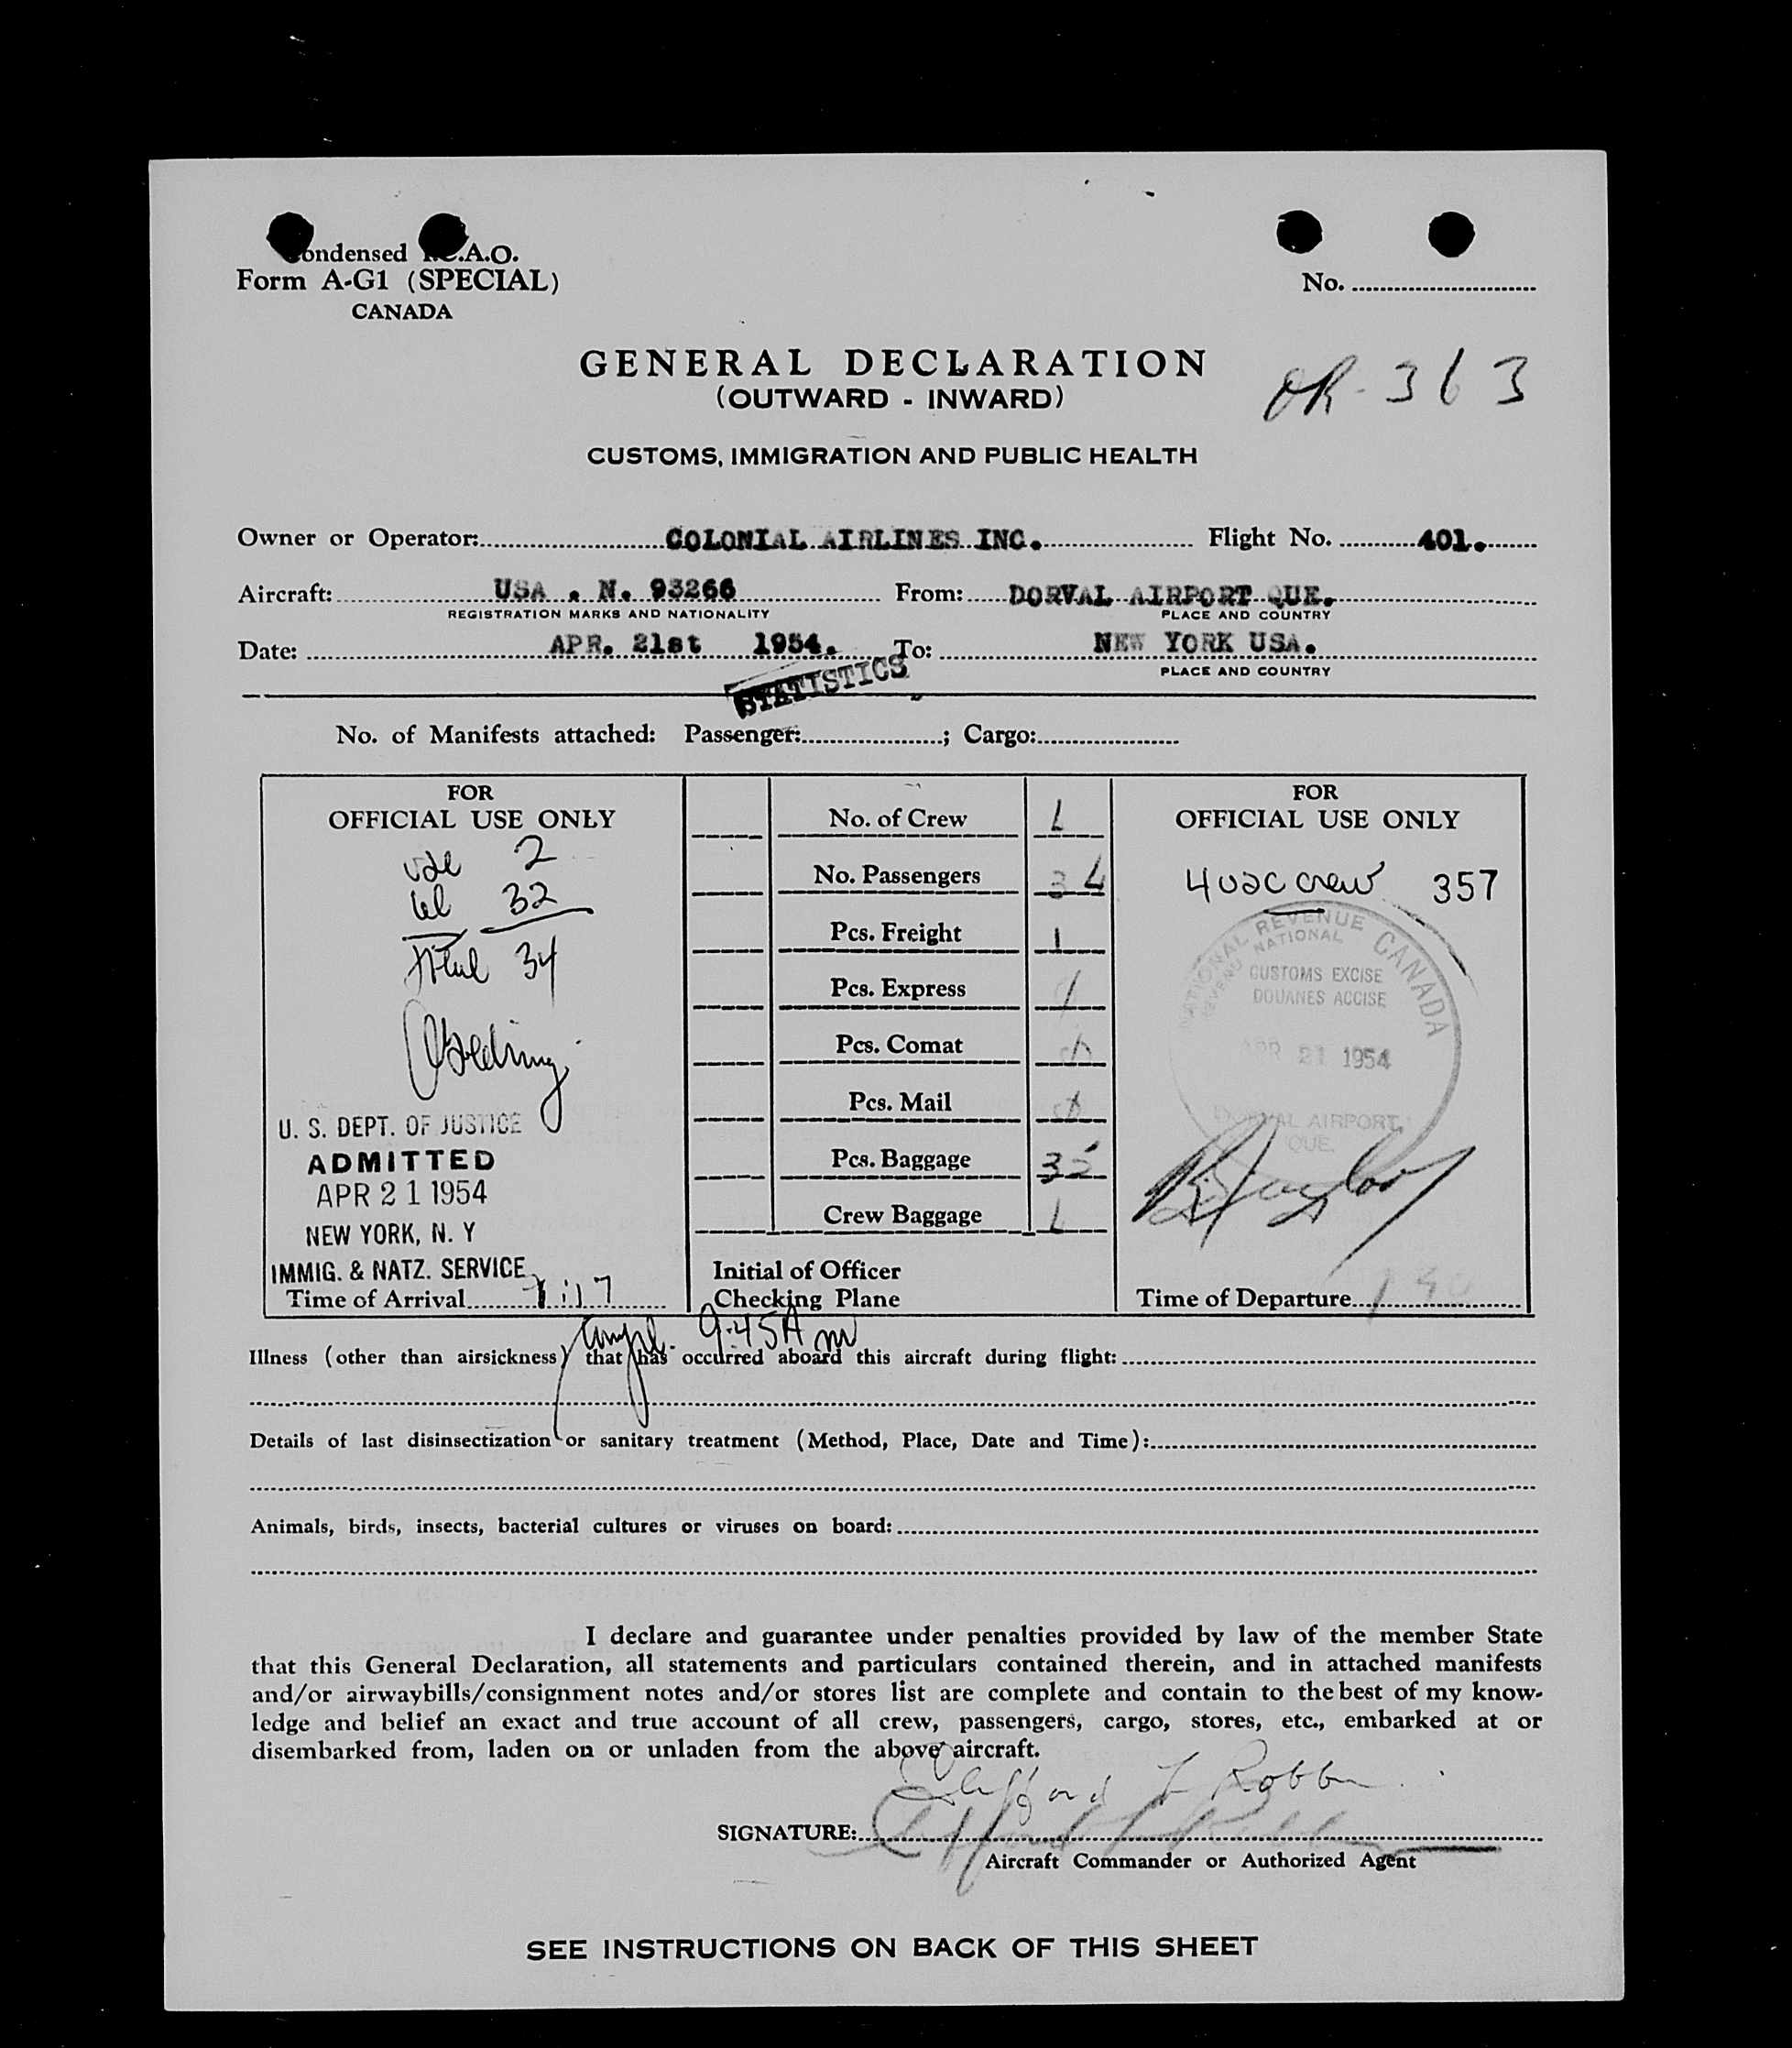 Condensed I.C.A.O.
Form A-G1 (SPECIAL)
CANADA
No.
GENERAL DECLARATION
(OUTWARD - INWARD)
363
CUSTOMS, IMMIGRATION AND PUBLIC HEALTH
Owner or Operator: COLONIAL AIRLINES INC. Flight No. 401.
Aircraft: USA . N. 93266 From: DORVAL AIRPORT QUE.
REGISTRATION MARKS AND NATIONALITY PLACE AND COUNTRY
Date: APR. 21st 1954. To: NEW YORK USA.
PLACE AND COUNTRY
STATISTICS
No. of Manifests attached: Passenger: ; Cargo:
FOR
OFFICIAL USE ONLY
2
32
Total 34
U. S. DEPT. OF JUSTICE
ADMITTED
APR 21 1954
NEW YORK, N. Y
IMMIG. & NATZ. SERVICE
Time of Arrival
No. of Crew
No. Passengers 34
Pcs. Freight 1
Pcs. Express
Pcs. Comat
Pcs. Mail
Pcs. Baggage 35
Crew Baggage
Initial of Officer
Checking Plane
FOR
OFFICIAL USE ONLY
4 usc crew 357
NATIONAL REVENUE CANADA
REVENU NATIONAL
CUSTOMS EXCISE
DOUANES ACCISE
APR 21 1954
DORVAL AIRPORT,
QUE.
Time of Departure
Compl. 9:45 Am
Illness (other than airsickness) that has occurred aboard this aircraft during flight:
Details of last disinsectization or sanitary treatment (Method, Place, Date and Time):
Animals, birds, insects, bacterial cultures or viruses on board:
I declare and guarantee under penalties provided by law of the member State
that this General Declaration, all statements and particulars contained therein, and in attached manifests
and/or airwaybills/consignment notes and/or stores list are complete and contain to the best of my know-
ledge and belief an exact and true account of all crew, passengers, cargo, stores, etc., embarked at or
disembarked from, laden on or unladen from the above aircraft.
Clifford L
SIGNATURE:
Aircraft Commander or Authorized Agent
SEE INSTRUCTIONS ON BACK OF THIS SHEET